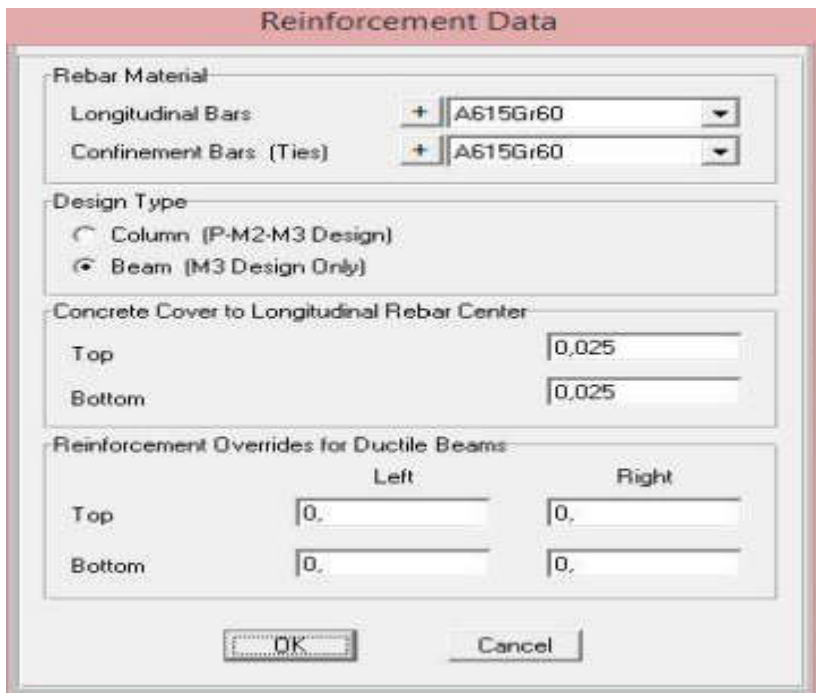 Reinforcement Data
Rebar Material
Longitudinal Bars + A615Gr60
Confinement Bars (Ties) + A615Gr60
Design Type
Column (P-M2-M3 Design)
Beam (M3 Design Only)
Concrete Cover to Longitudinal Rebar Center
Top 0,025
Bottom 0,025
Reinforcement Overrides for Ductile Beams
Left Right
Top 0, 0,
Bottom 0, 0,
OK Cancel